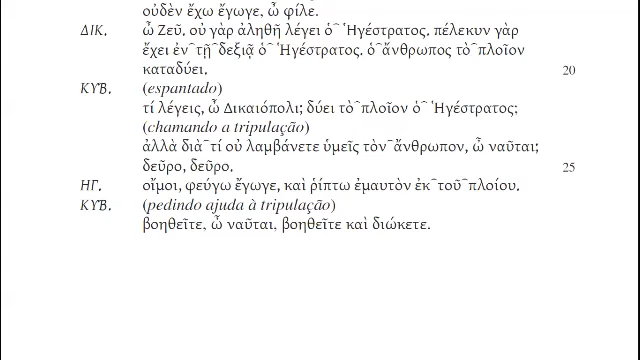 οὐδὲν ἔχω ἔγωγε, ὦ φίλε.
ΔΙΚ. ὦ Ζεῦ. οὐ γὰρ ἀληθῆ λέγει ὁ ͡ Ἡγέστρατος. πέλεκυν γὰρ
ἔχει ἐν ͡ τῇ ͡ δεξιᾷ ὁ ͡ Ἡγέστρατος. ὁ ͡ ἄνθρωπος τὸ ͡ πλοῖον
καταδύει. 20
ΚΥΒ. (espantado)
τί λέγεις, ὦ Δικαιόπολι; δύει τὸ ͡ πλοῖον ὁ ͡ Ἡγέστρατος;
(chamando a tripulação)
ἀλλὰ διὰ ͡ τί οὐ λαμβάνετε ὑμεῖς τὸν ͡ ἄνθρωπον, ὦ ναῦται;
δεῦρο, δεῦρο. 25
ΗΓ. οἴμοι, φεύγω ἔγωγε, καὶ ῥίπτω ἐμαυτὸν ἐκ ͡ τοῦ ͡ πλοίου.
ΚΥΒ. (pedindo ajuda à tripulação)
βοηθεῖτε, ὦ ναῦται, βοηθεῖτε καὶ διώκετε.